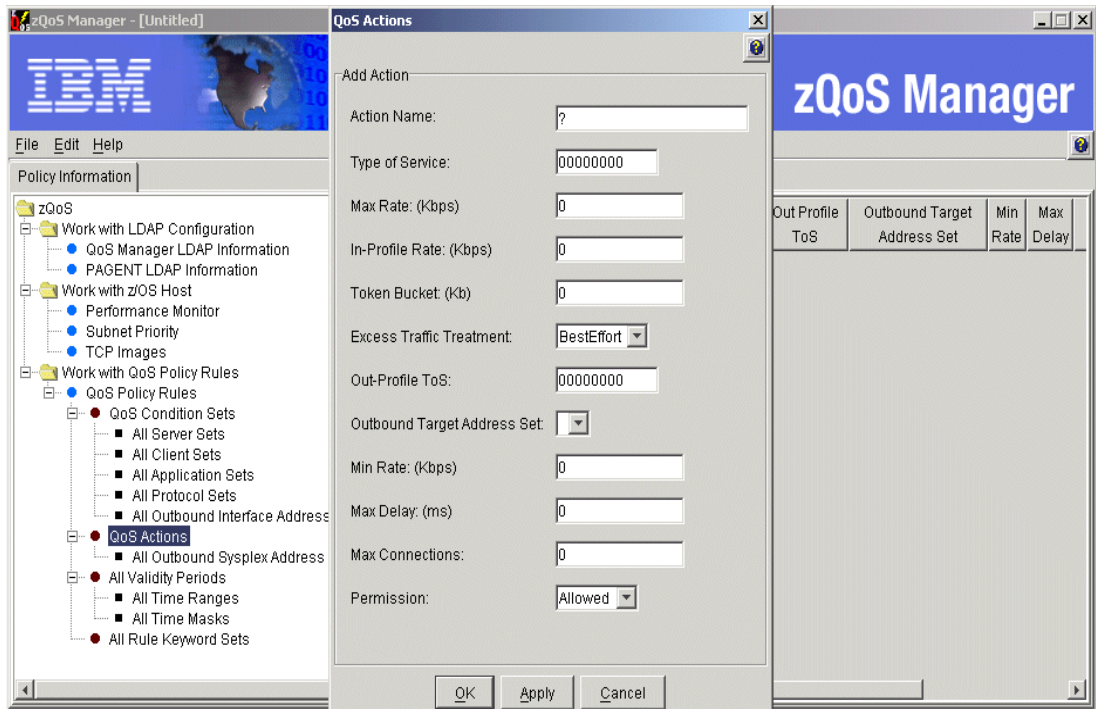 zQoS Manager - [Untitled]
IBM
zQoS Manager
File Edit Help
Policy Information
zQoS
Work with LDAP Configuration
QoS Manager LDAP Information
PAGENT LDAP Information
Work with z/OS Host
Performance Monitor
Subnet Priority
TCP Images
Work with QoS Policy Rules
QoS Policy Rules
QoS Condition Sets
All Server Sets
All Client Sets
All Application Sets
All Protocol Sets
All Outbound Interface Address
QoS Actions
All Outbound Sysplex Address
All Validity Periods
All Time Ranges
All Time Masks
All Rule Keyword Sets
QoS Actions
Add Action
Action Name: ?
Type of Service: 00000000
Max Rate: (Kbps) 0
In-Profile Rate: (Kbps) 0
Token Bucket: (Kb) 0
Excess Traffic Treatment: BestEffort
Out-Profile ToS: 00000000
Outbound Target Address Set:
Min Rate: (Kbps) 0
Max Delay: (ms) 0
Max Connections: 0
Permission: Allowed
OK Apply Cancel
Out Profile ToS
Outbound Target Address Set
Min Rate
Max Delay